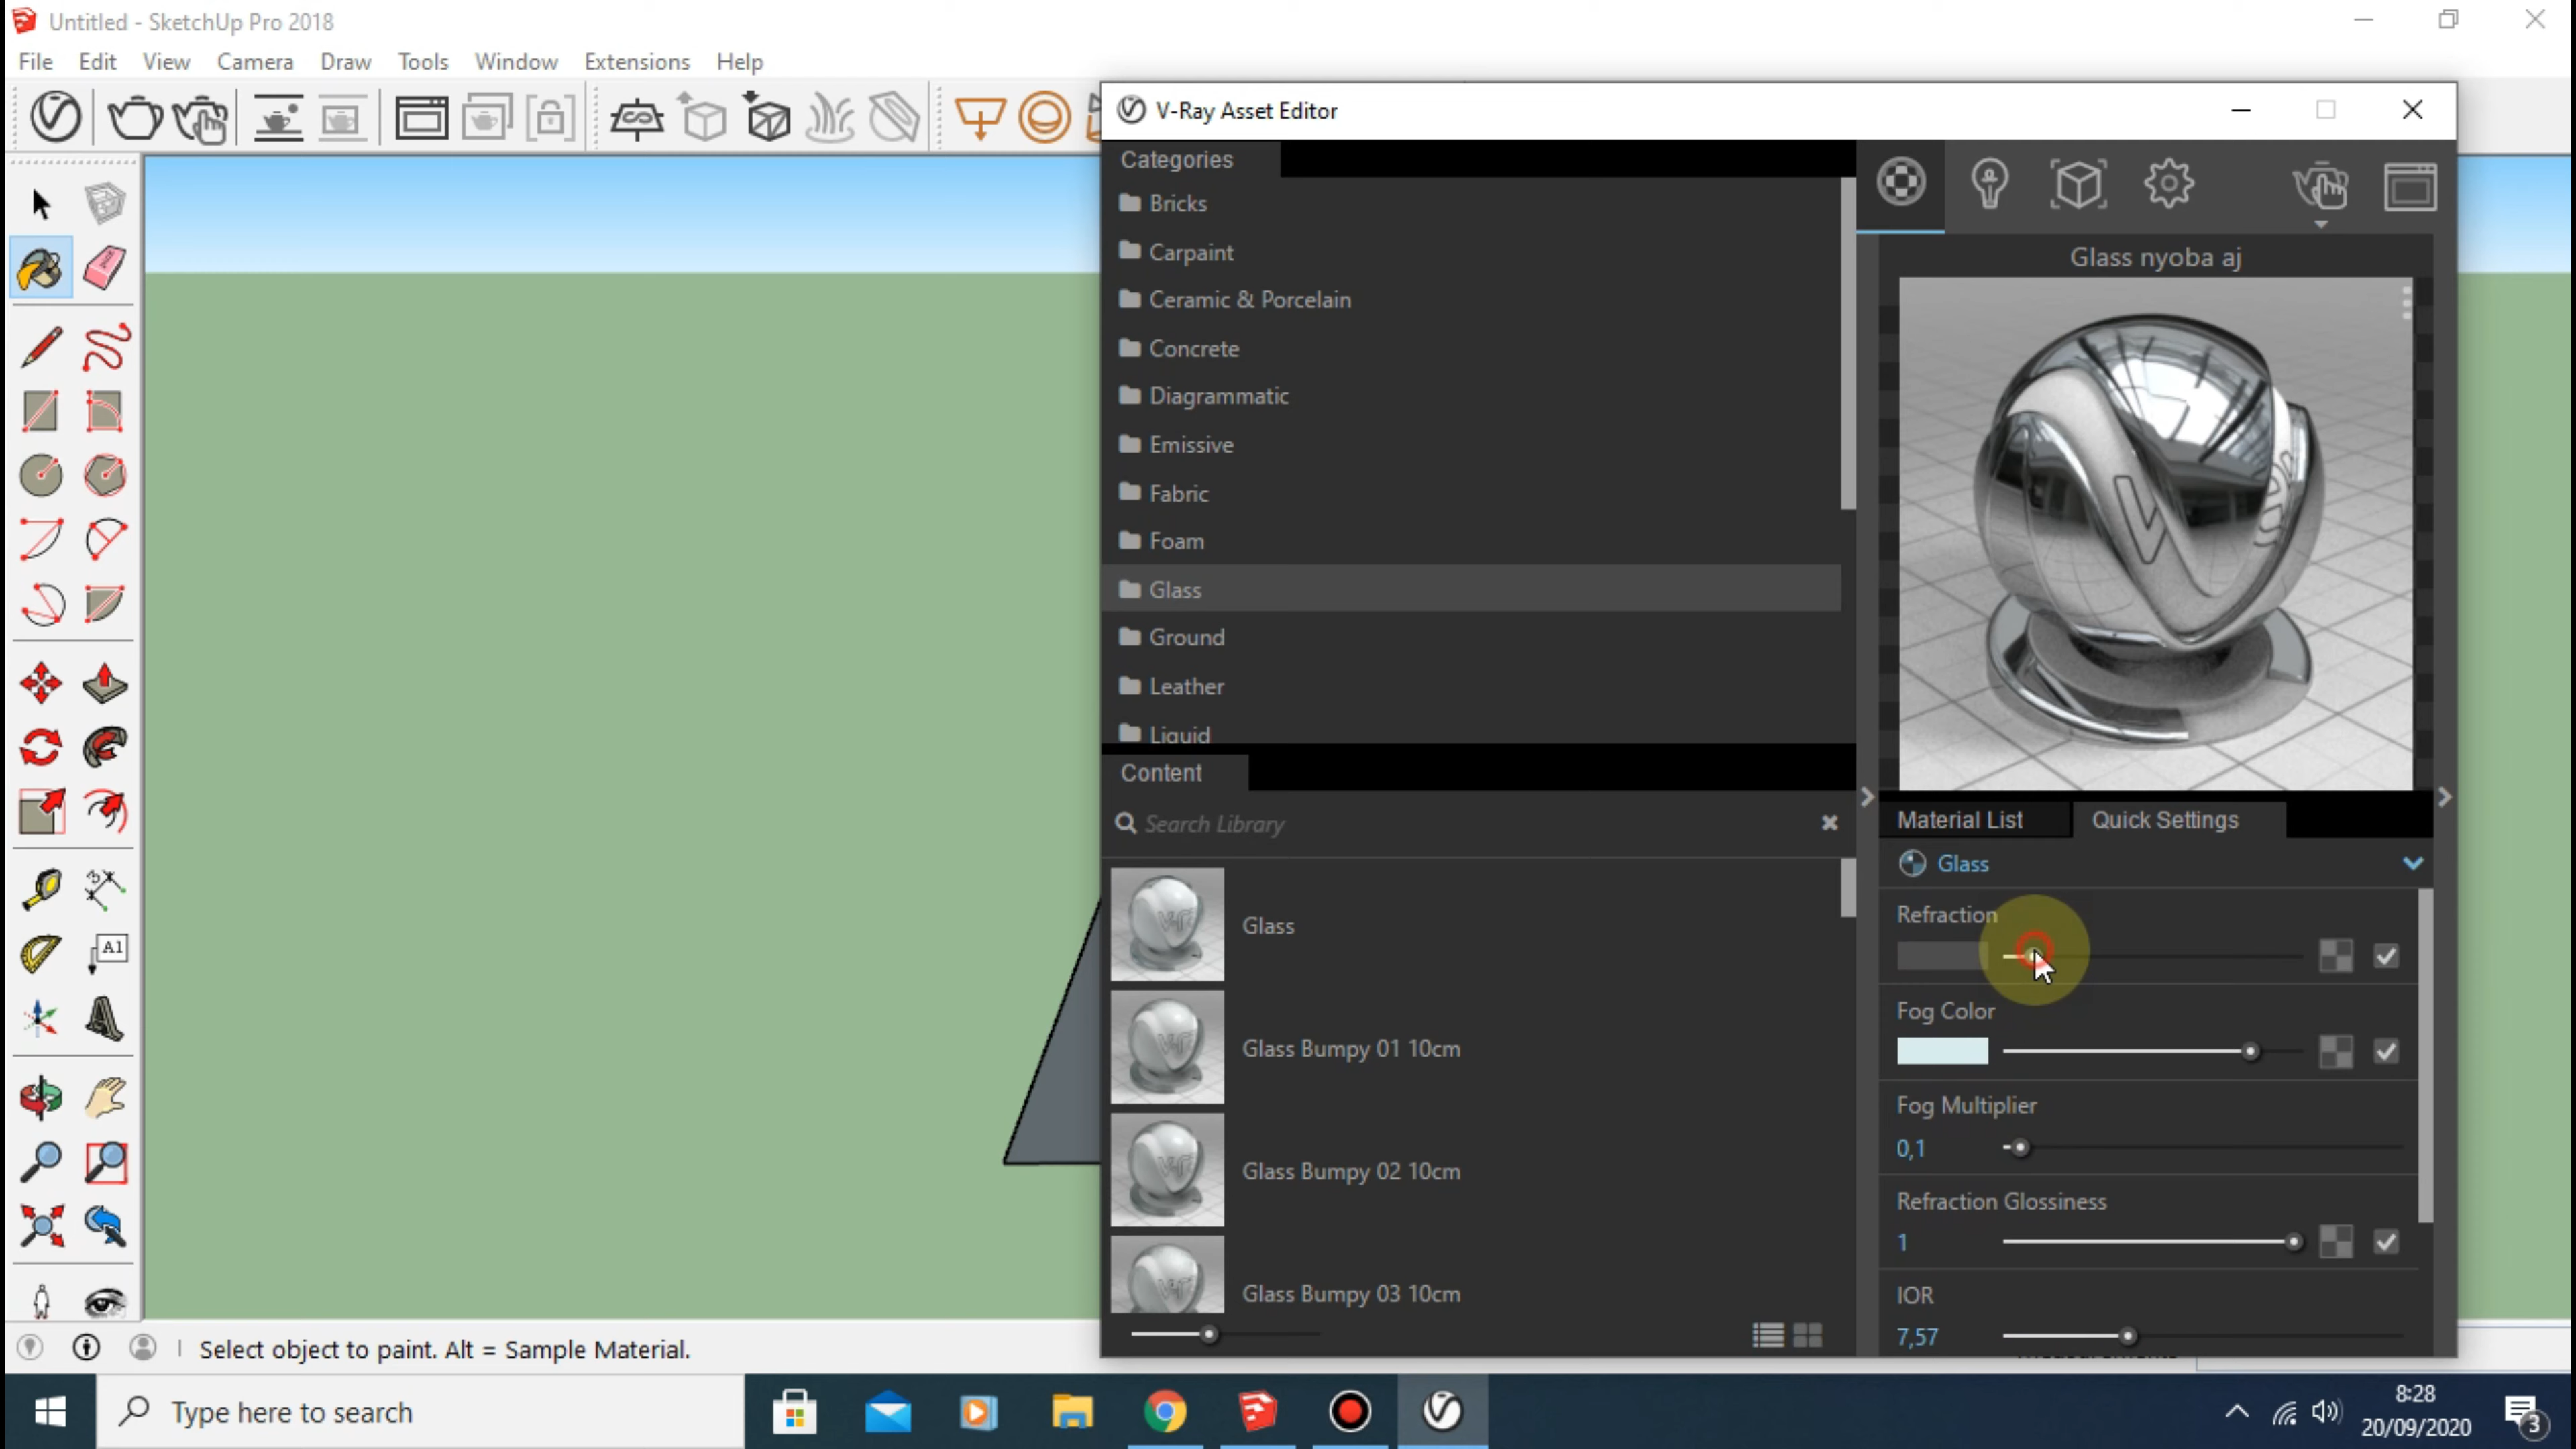 Untitled - SketchUp Pro 2018
File Edit View Camera Draw Tools Window Extensions Help
V-Ray Asset Editor
Categories
Bricks
Carpaint
Ceramic & Porcelain
Concrete
Diagrammatic
Emissive
Fabric
Foam
Glass
Ground
Leather
Liquid
Content
Search Library
Glass
Glass Bumpy 01 10cm
Glass Bumpy 02 10cm
Glass Bumpy 03 10cm
Glass nyoba aj
Material List Quick Settings
Glass
Refraction
Fog Color
Fog Multiplier
0,1
Refraction Glossiness
1
IOR
7,57
A1
Select object to paint. Alt = Sample Material.
Type here to search
8:28
20/09/2020
3